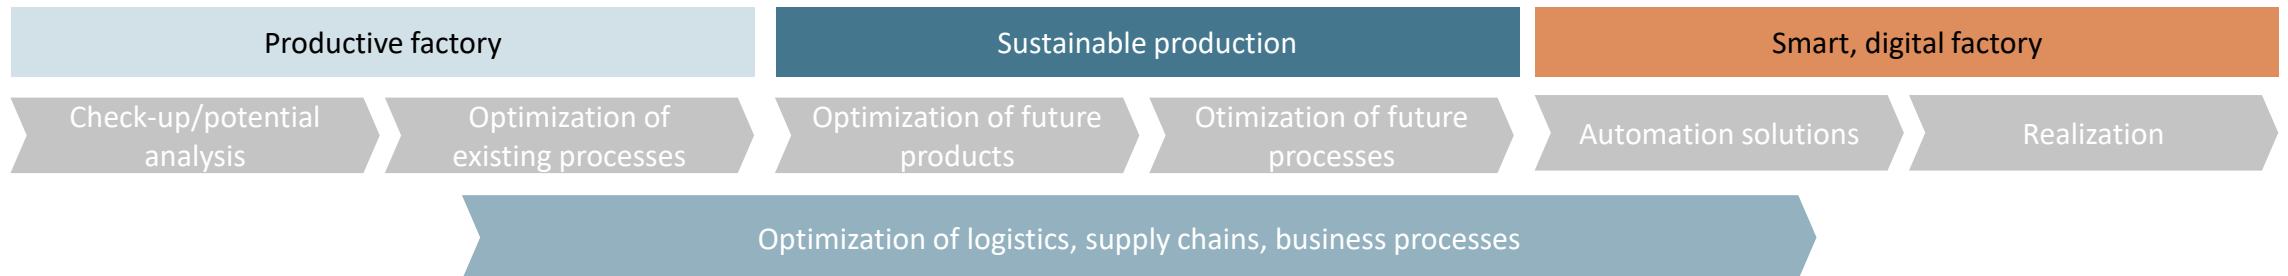 Productive factory
Sustainable production
Smart, digital factory
Check-up/potential
analysis
Optimization of
existing processes
Optimization of future
products
Otimization of future
processes
Automation solutions
Realization
Optimization of logistics, supply chains, business processes